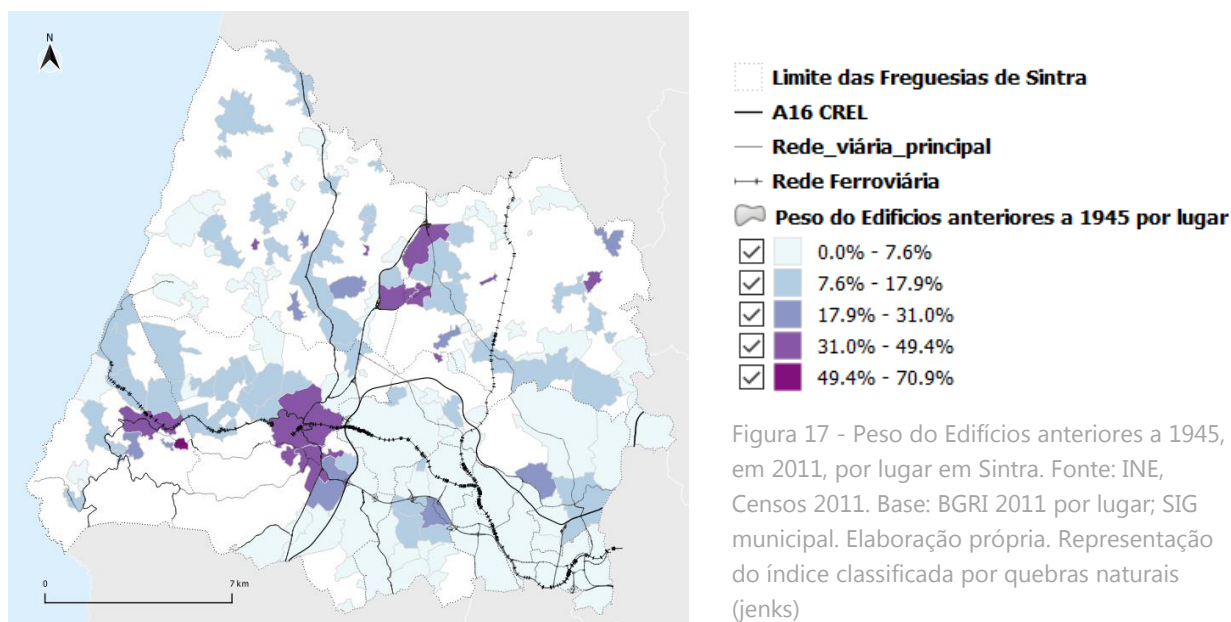 N
0
7 km
Limite das Freguesias de Sintra
A16 CREL
Rede_viária_principal
Rede Ferroviária
Peso do Edificios anteriores a 1945 por lugar
0.0% - 7.6%
7.6% - 17.9%
17.9% - 31.0%
31.0% - 49.4%
49.4% - 70.9%
Figura 17 - Peso do Edifícios anteriores a 1945,
em 2011, por lugar em Sintra. Fonte: INE,
Censos 2011. Base: BGRI 2011 por lugar; SIG
municipal. Elaboração própria. Representação
do índice classificada por quebras naturais
(jenks)